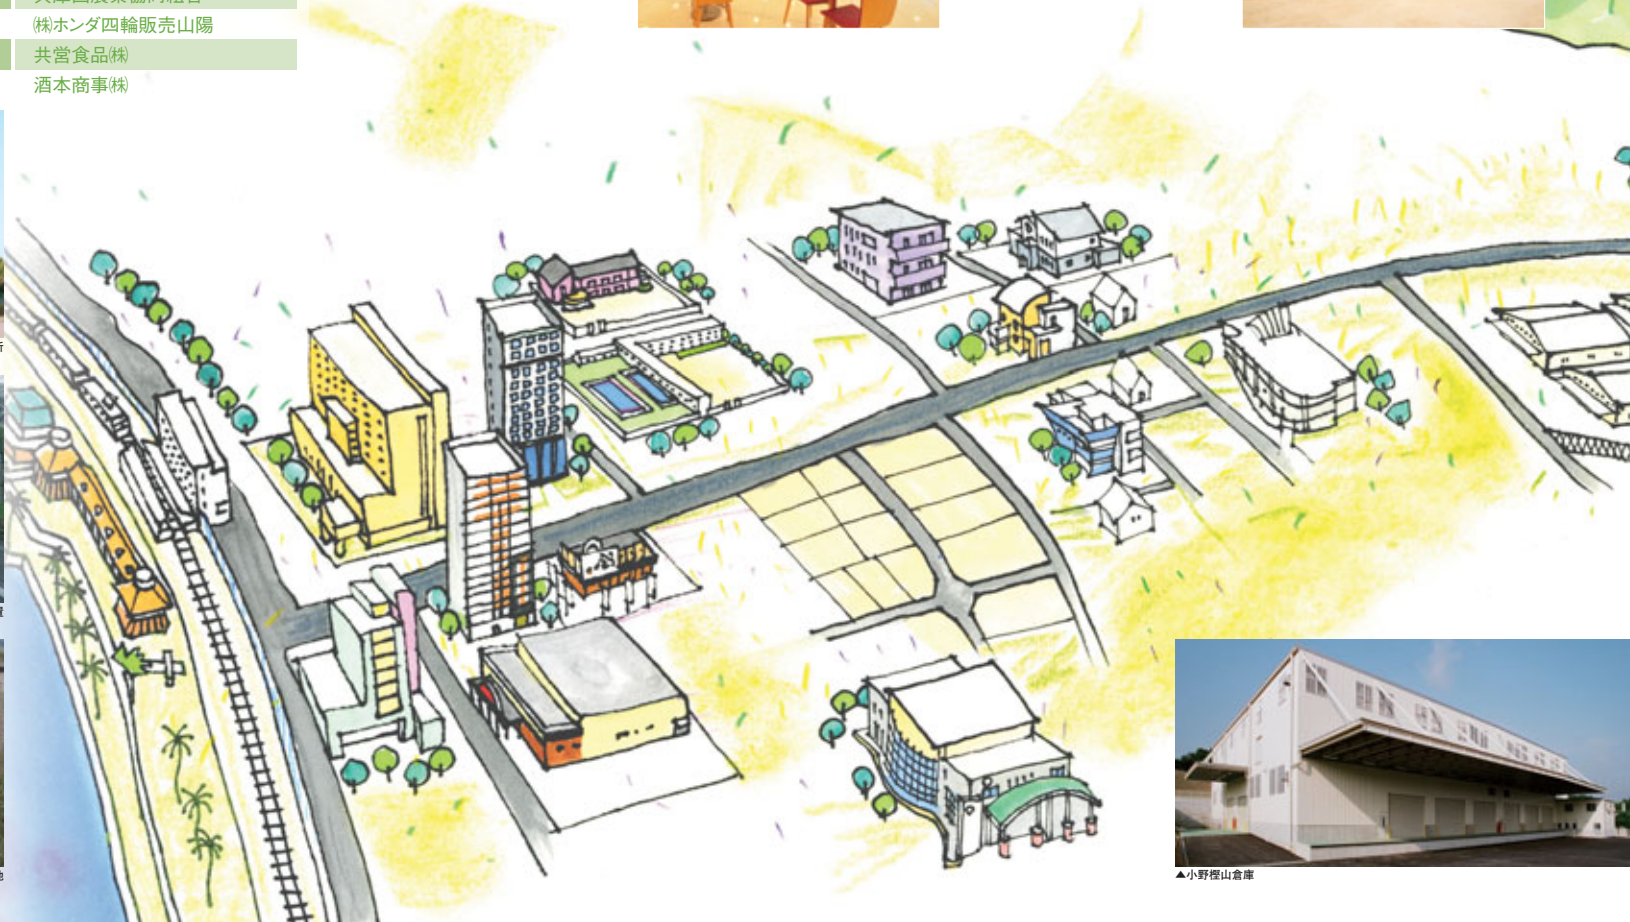 ㈱ホンダ四輪販売山陽
共営食品㈱
酒本商事㈱
▲小野樫山倉庫